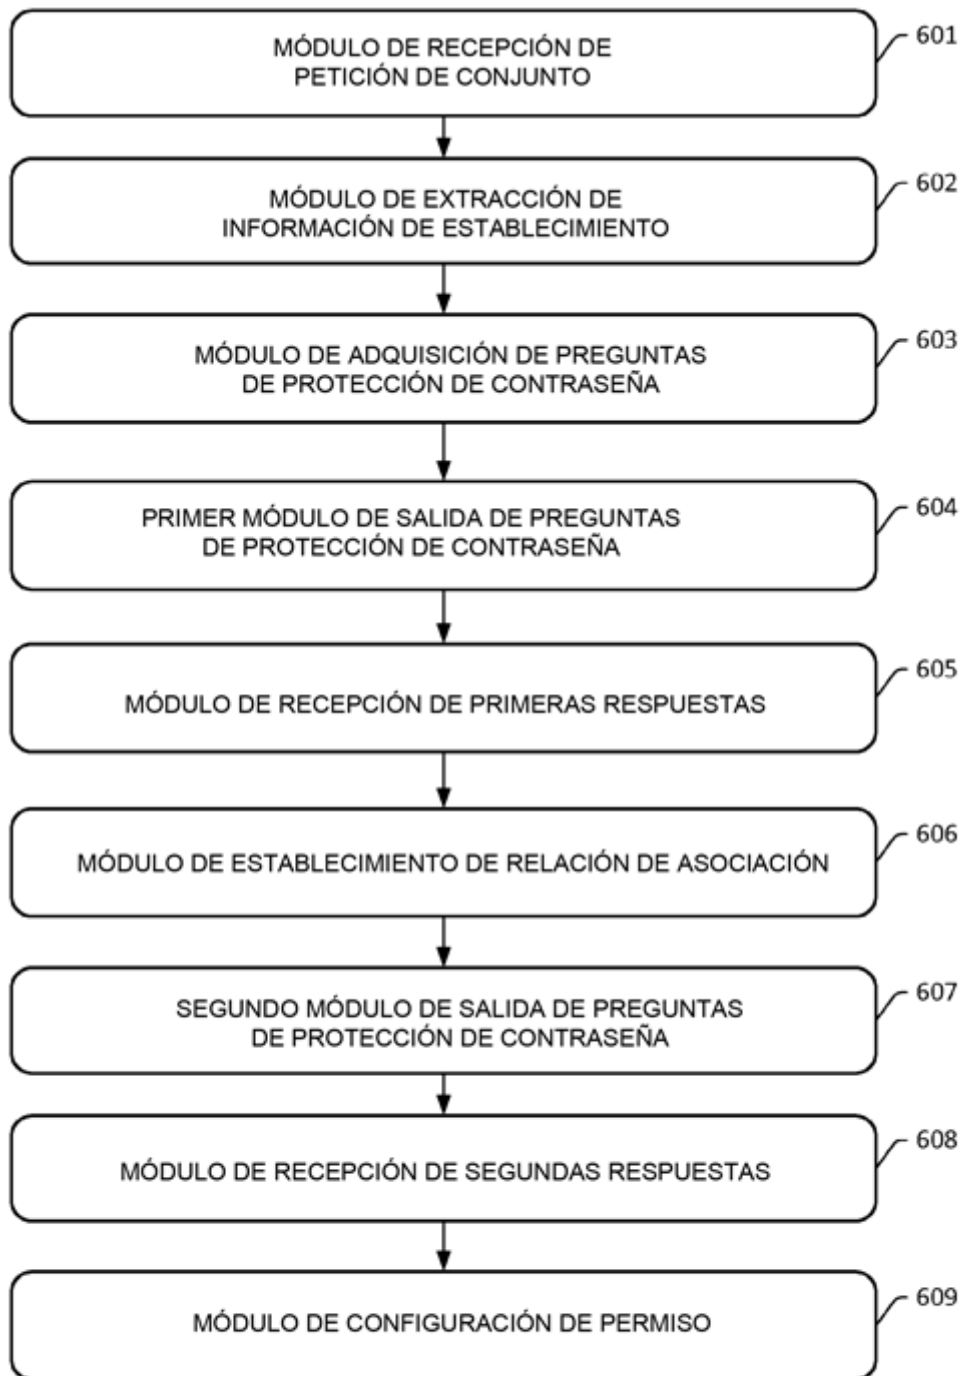 MÓDULO DE RECEPCIÓN DE
PETICIÓN DE CONJUNTO
601
MÓDULO DE EXTRACCIÓN DE
INFORMACIÓN DE ESTABLECIMIENTO
602
MÓDULO DE ADQUISICIÓN DE PREGUNTAS
DE PROTECCIÓN DE CONTRASEÑA
603
PRIMER MÓDULO DE SALIDA DE PREGUNTAS
DE PROTECCIÓN DE CONTRASEÑA
604
MÓDULO DE RECEPCIÓN DE PRIMERAS RESPUESTAS
605
MÓDULO DE ESTABLECIMIENTO DE RELACIÓN DE ASOCIACIÓN
606
SEGUNDO MÓDULO DE SALIDA DE PREGUNTAS
DE PROTECCIÓN DE CONTRASEÑA
607
MÓDULO DE RECEPCIÓN DE SEGUNDAS RESPUESTAS
608
MÓDULO DE CONFIGURACIÓN DE PERMISO
609